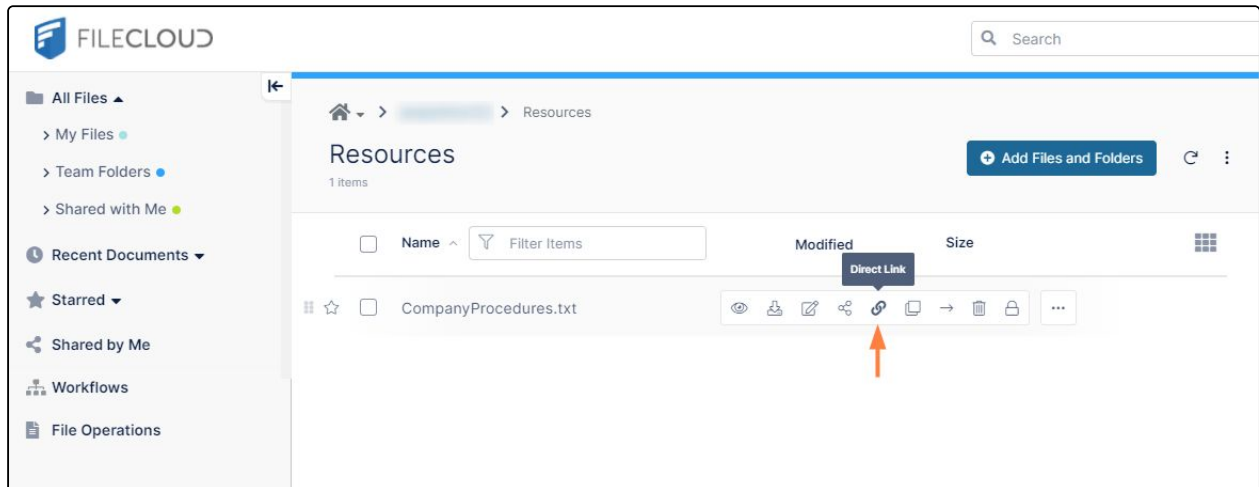 FILECLOUD
Search
All Files
My Files
Team Folders
Shared with Me
Recent Documents
Starred
Shared by Me
Workflows
File Operations
Resources
Resources
1 items
Add Files and Folders
Name
Filter Items
Modified
Size
Direct Link
CompanyProcedures.txt